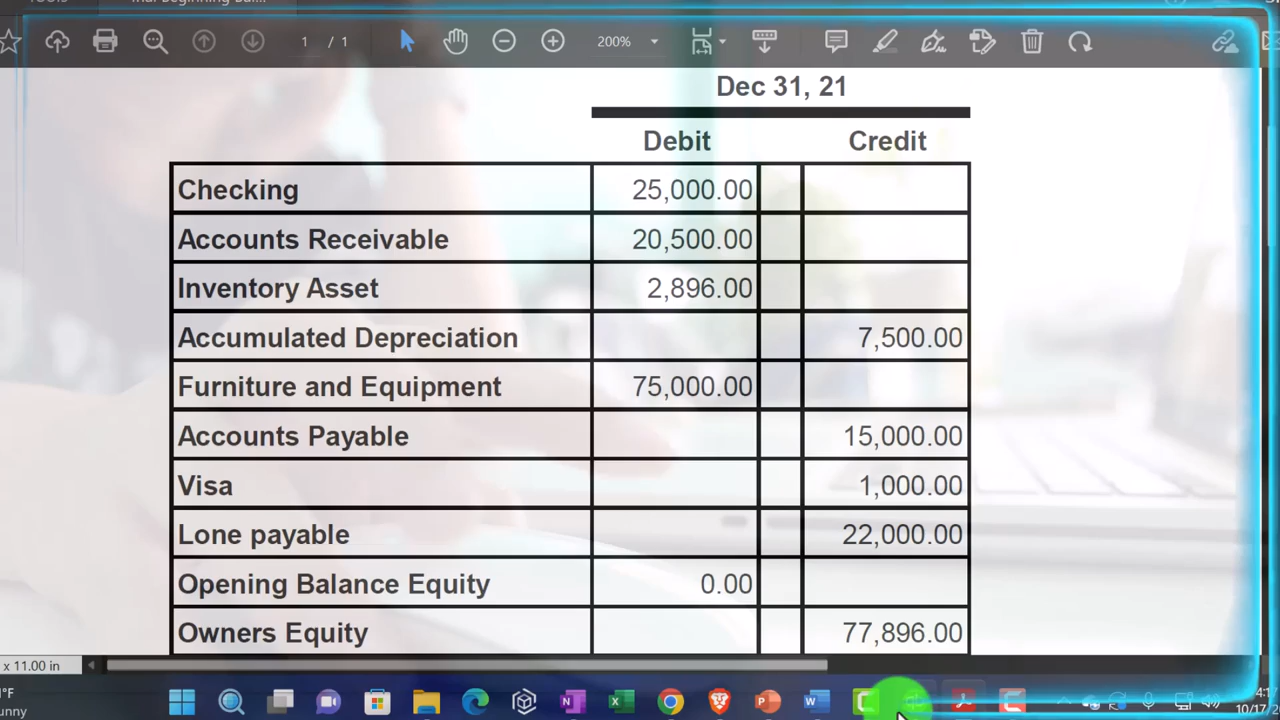 1 / 1
200%
Dec 31, 21
Debit Credit
Checking 25,000.00
Accounts Receivable 20,500.00
Inventory Asset 2,896.00
Accumulated Depreciation 7,500.00
Furniture and Equipment 75,000.00
Accounts Payable 15,000.00
Visa 1,000.00
Lone payable 22,000.00
Opening Balance Equity 0.00
Owners Equity 77,896.00
x 11.00 in